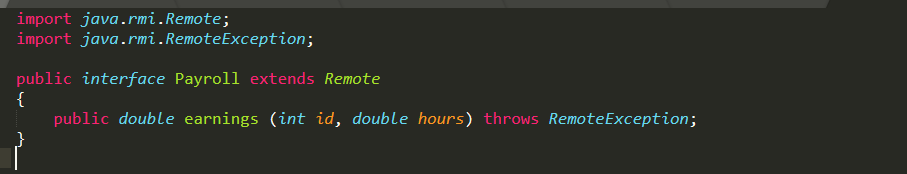 import java.rmi.Remote;
import java.rmi.RemoteException;
public interface Payroll extends Remote
{
public double earnings (int id, double hours) throws RemoteException;
}